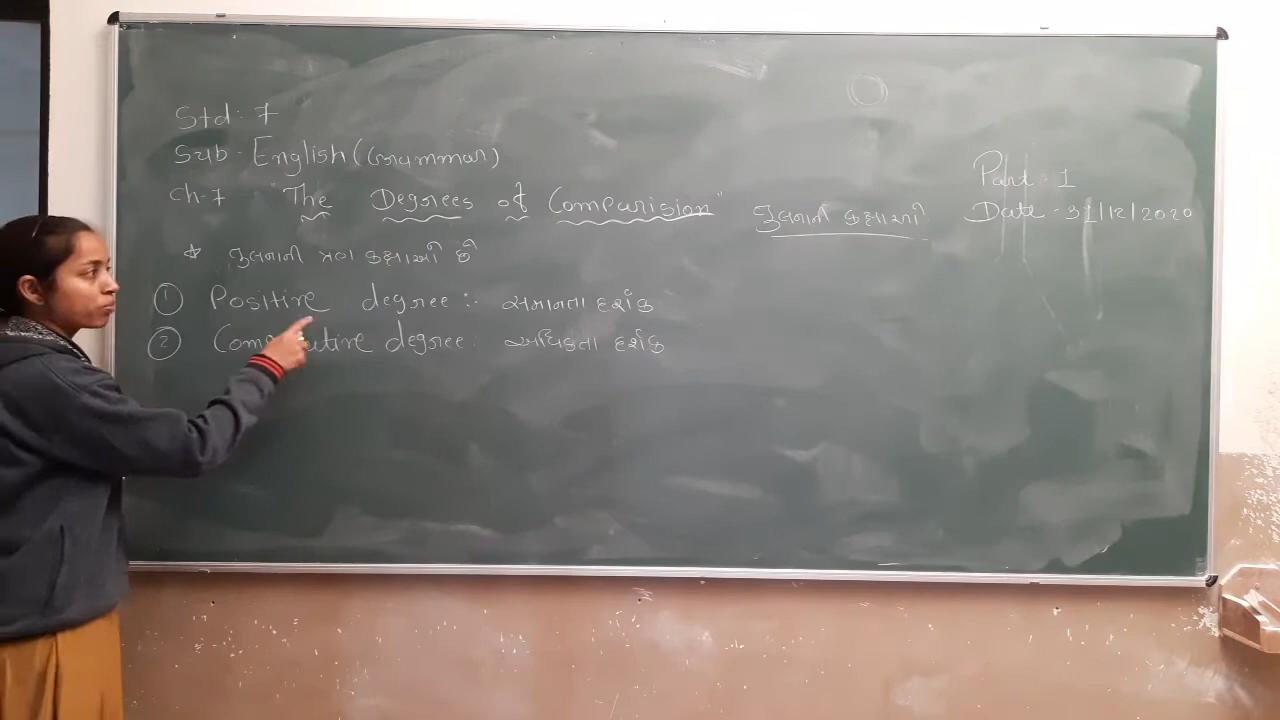 Std : 7
Sub - English (Grammar)
Ch-7 "The Degrees of Comparision" તુલનાની કક્ષાઓ
Part : 1
Date - 31/12/2020
* તુલનાની ત્રણ કક્ષાઓ છે
① Positive degree :- સમાનતા દર્શક
② degree : અધિકતા દર્શક